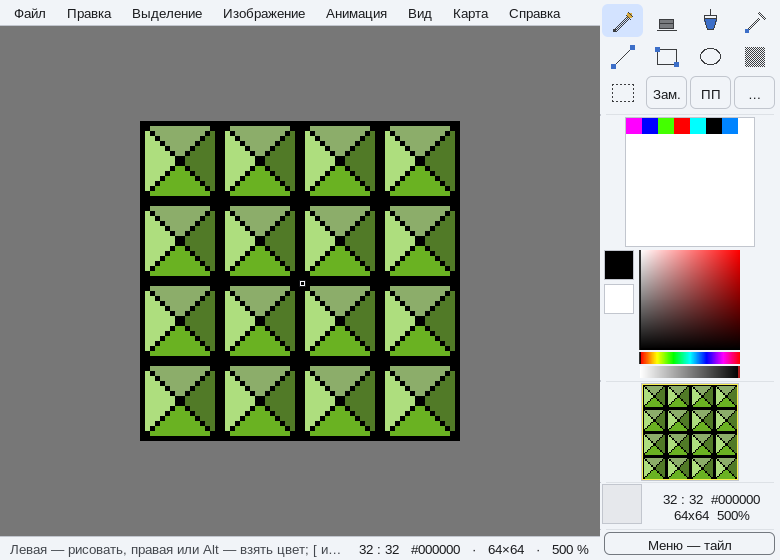 Файл Правка Выделение Изображение Анимация Вид Карта Справка
Зам. ПП ...
32 : 32 #000000
64x64 500%
Меню — тайл
Левая — рисовать, правая или Alt — взять цвет; [ и… 32 : 32 #000000 · 64×64 · 500 %